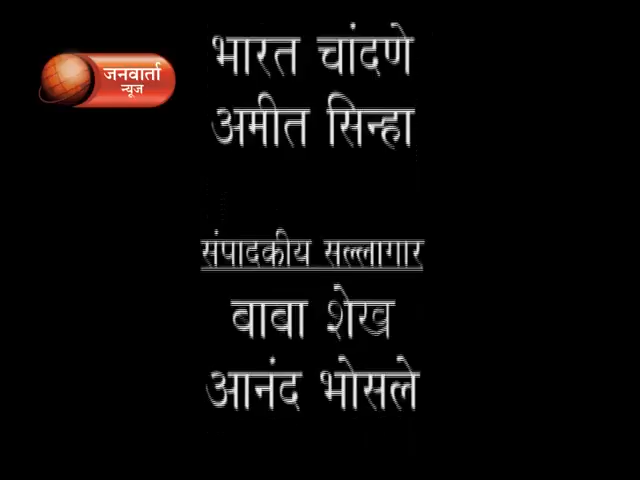 जनवार्ता
न्यूज
भारत चांदणे
अमीत सिन्हा
संपादकीय सल्लागार
बाबा शेख
आनंद भोसले